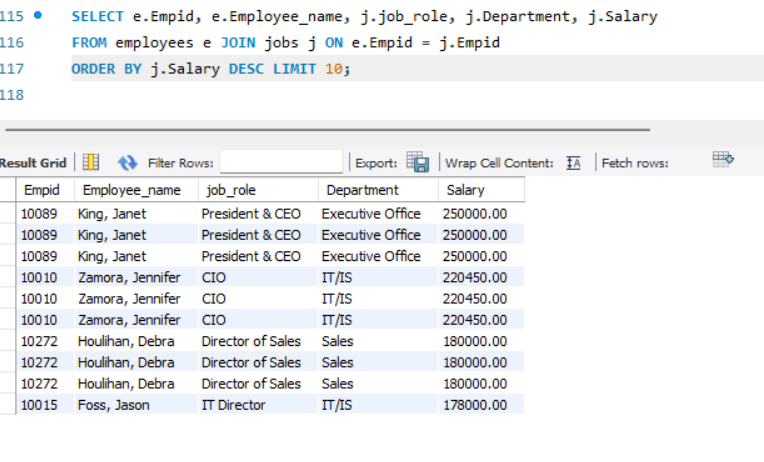 115 SELECT e.Empid, e.Employee_name, j.job_role, j.Department, j.Salary
116 FROM employees e JOIN jobs j ON e.Empid = j.Empid
117 ORDER BY j.Salary DESC LIMIT 10;
118
Result Grid Filter Rows: Export: Wrap Cell Content: Fetch rows:
Empid Employee_name job_role Department Salary
10089 King, Janet President & CEO Executive Office 250000.00
10089 King, Janet President & CEO Executive Office 250000.00
10089 King, Janet President & CEO Executive Office 250000.00
10010 Zamora, Jennifer CIO IT/IS 220450.00
10010 Zamora, Jennifer CIO IT/IS 220450.00
10010 Zamora, Jennifer CIO IT/IS 220450.00
10272 Houlihan, Debra Director of Sales Sales 180000.00
10272 Houlihan, Debra Director of Sales Sales 180000.00
10272 Houlihan, Debra Director of Sales Sales 180000.00
10015 Foss, Jason IT Director IT/IS 178000.00